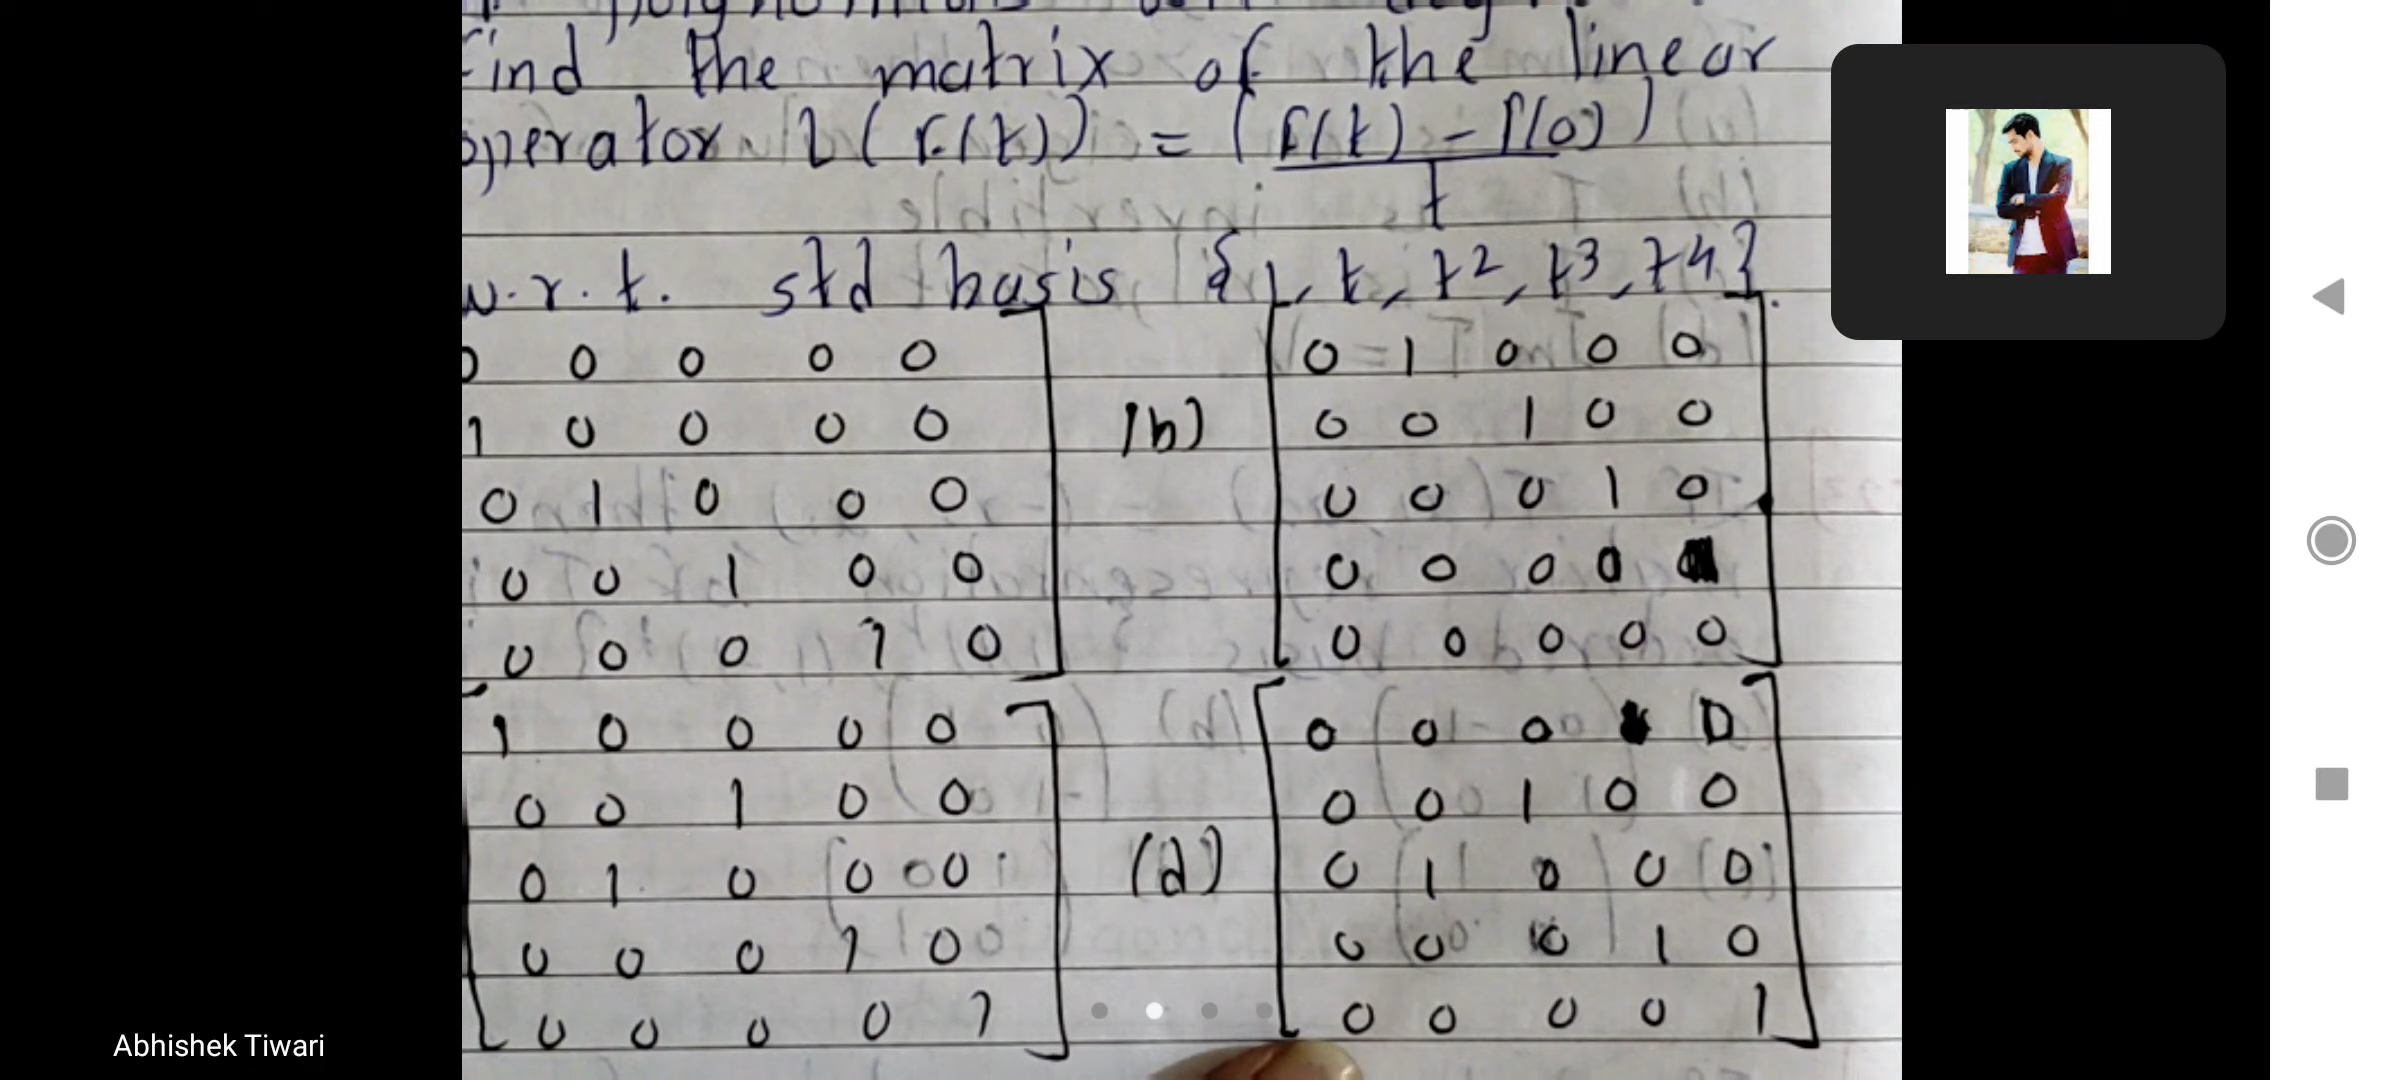 find the matrix of the linear
operator L(f(t)) = (f(t) - f(0))
t
w.r.t. std basis {1, t, t2, t3, t4}.
0 0 0 0 0
1 0 0 0 0
0 1 0 0 0
0 0 1 0 0
0 0 0 1 0
(b)
0 1 0 0 0
0 0 1 0 0
0 0 0 1 0
0 0 0 0
0 0 0 0 0
1 0 0 0 0
0 0 1 0 0
0 1 0 0 0
0 0 0 1 0
0 0 0 0 1
(d)
0 0 0 0
0 0 1 0 0
0 1 0 0 0
0 0 0 1 0
0 0 0 0 1
Abhishek Tiwari